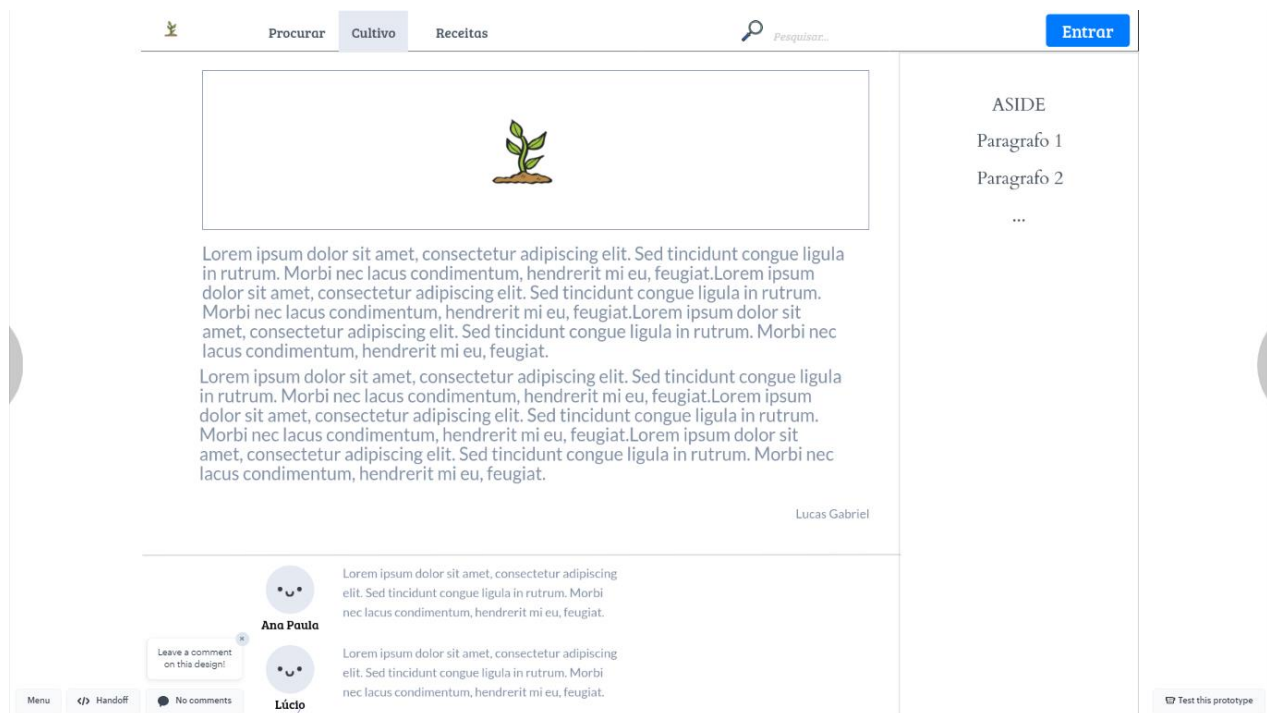 Procurar Cultivo Receitas Pesquisar... Entrar
Lorem ipsum dolor sit amet, consectetur adipiscing elit. Sed tincidunt congue ligula
in rutrum. Morbi nec lacus condimentum, hendrerit mi eu, feugiat.Lorem ipsum
dolor sit amet, consectetur adipiscing elit. Sed tincidunt congue ligula in rutrum.
Morbi nec lacus condimentum, hendrerit mi eu, feugiat.Lorem ipsum dolor sit
amet, consectetur adipiscing elit. Sed tincidunt congue ligula in rutrum. Morbi nec
lacus condimentum, hendrerit mi eu, feugiat.
Lorem ipsum dolor sit amet, consectetur adipiscing elit. Sed tincidunt congue ligula
in rutrum. Morbi nec lacus condimentum, hendrerit mi eu, feugiat.Lorem ipsum
dolor sit amet, consectetur adipiscing elit. Sed tincidunt congue ligula in rutrum.
Morbi nec lacus condimentum, hendrerit mi eu, feugiat.Lorem ipsum dolor sit
amet, consectetur adipiscing elit. Sed tincidunt congue ligula in rutrum. Morbi nec
lacus condimentum, hendrerit mi eu, feugiat.
Lucas Gabriel
ASIDE
Paragrafo 1
Paragrafo 2
...
Lorem ipsum dolor sit amet, consectetur adipiscing
elit. Sed tincidunt congue ligula in rutrum. Morbi
nec lacus condimentum, hendrerit mi eu, feugiat.
Ana Paula
Lorem ipsum dolor sit amet, consectetur adipiscing
elit. Sed tincidunt congue ligula in rutrum. Morbi
nec lacus condimentum, hendrerit mi eu, feugiat.
Lúcio
Leave a comment
on this design!
Menu </> Handoff No comments Test this prototype